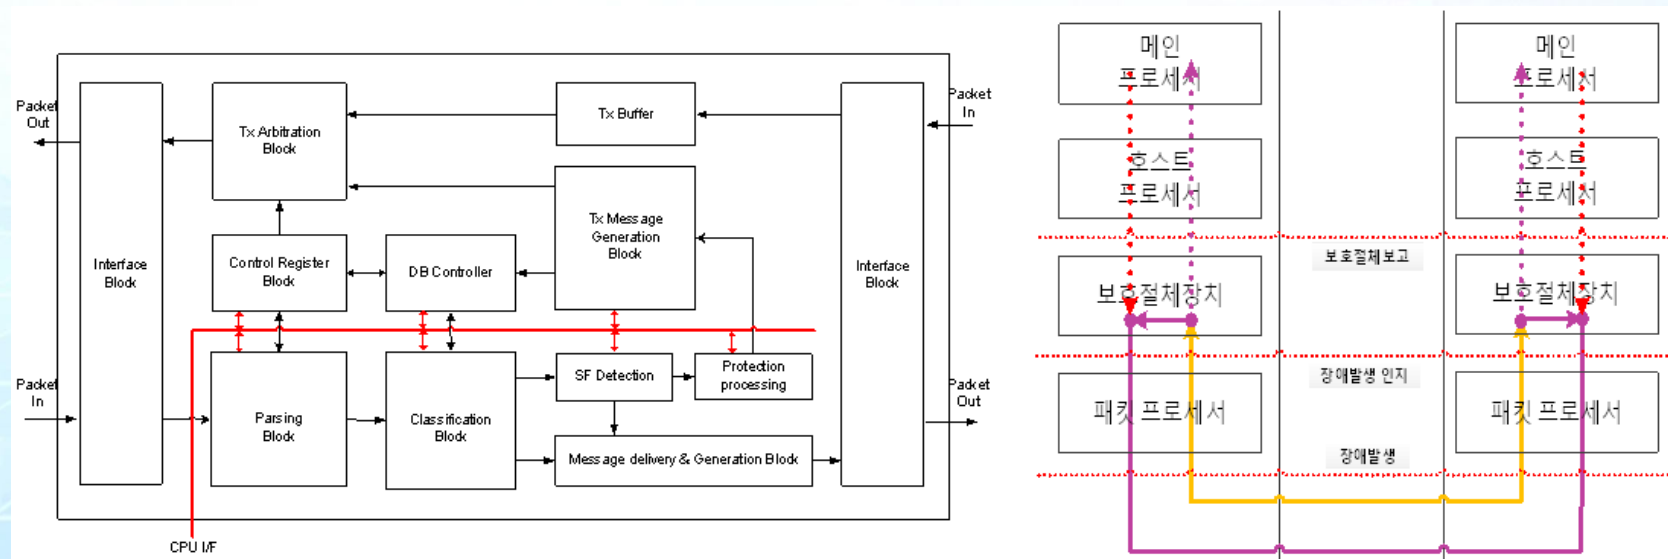 Packet
Out
Interface
Block
Tx Arbitration
Block
Tx Buffer
Packet
In
Tx Message
Generation
Block
Control Register
Block
DB Controller
Interface
Block
Packet
In
Parsing
Block
Classification
Block
SF Detection
Protection
processing
Packet
Out
Message delivery & Generation Block
CPU I/F
메인
프로세서
호스트
프로세서
보호절체장치
패킷 프로세서
보호절체보고
장애발생 인지
장애발생
메인
프로세서
호스트
프로세서
보호절체장치
패킷 프로세서